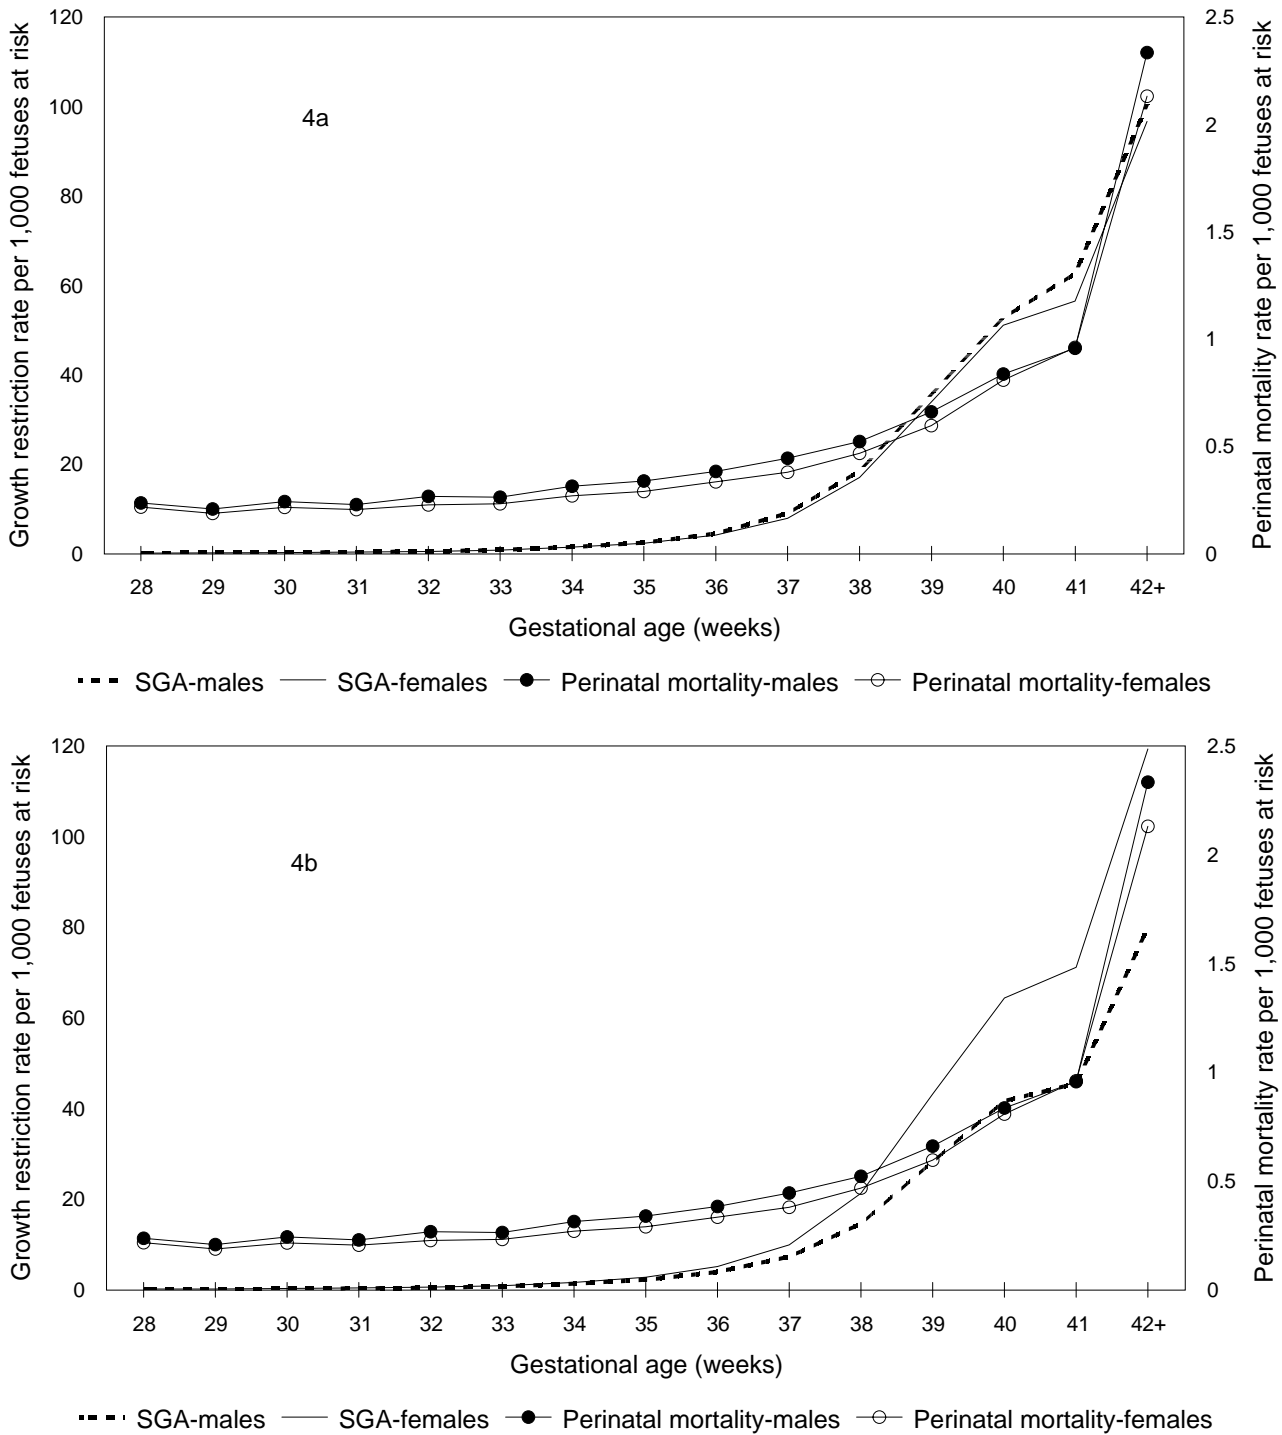 Growth restriction rate per 1,000 fetuses at risk
120
100
80
60
40
20
0
4a
2.5
2
1.5
1
0.5
0
Perinatal mortality rate per 1,000 fetuses at risk
28 29 30 31 32 33 34 35 36 37 38 39 40 41 42+
Gestational age (weeks)
SGA-males SGA-females Perinatal mortality-males Perinatal mortality-females
Growth restriction rate per 1,000 fetuses at risk
120
100
80
60
40
20
0
4b
2.5
2
1.5
1
0.5
0
Perinatal mortality rate per 1,000 fetuses at risk
28 29 30 31 32 33 34 35 36 37 38 39 40 41 42+
Gestational age (weeks)
SGA-males SGA-females Perinatal mortality-males Perinatal mortality-females